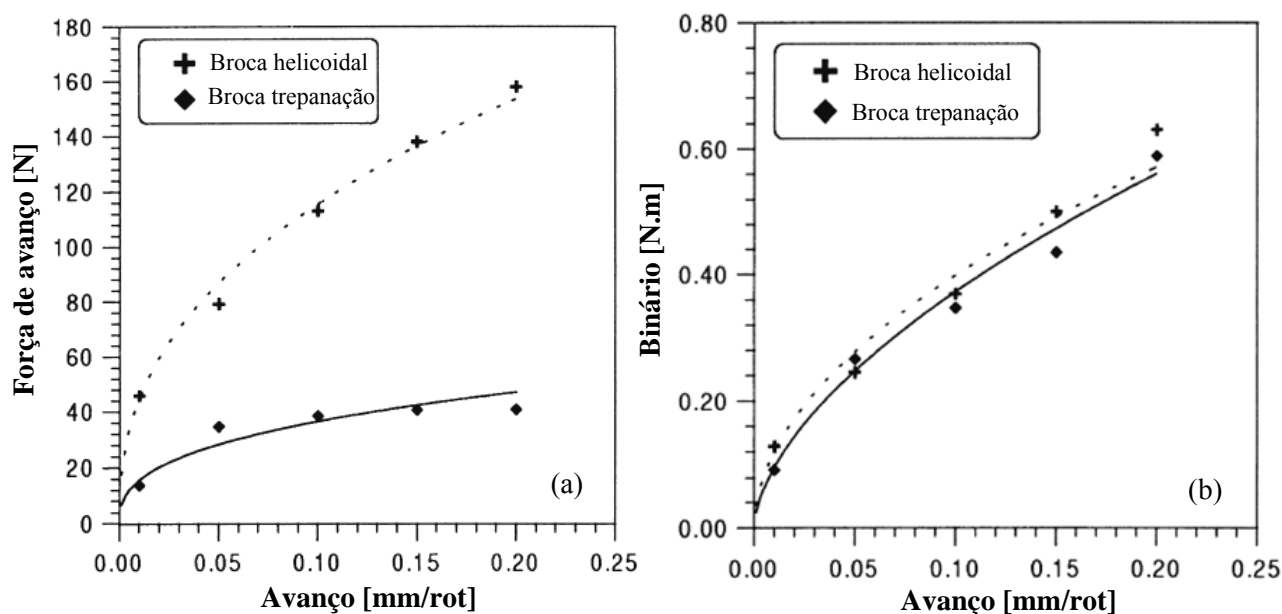 180
160
140
120
100
80
60
40
20
0
Força de avanço [N]
Broca helicoidal
Broca trepanação
(a)
0.00 0.05 0.10 0.15 0.20 0.25
Avanço [mm/rot]
0.80
0.60
0.40
0.20
0.00
Binário [N.m]
Broca helicoidal
Broca trepanação
(b)
0.00 0.05 0.10 0.15 0.20 0.25
Avanço [mm/rot]